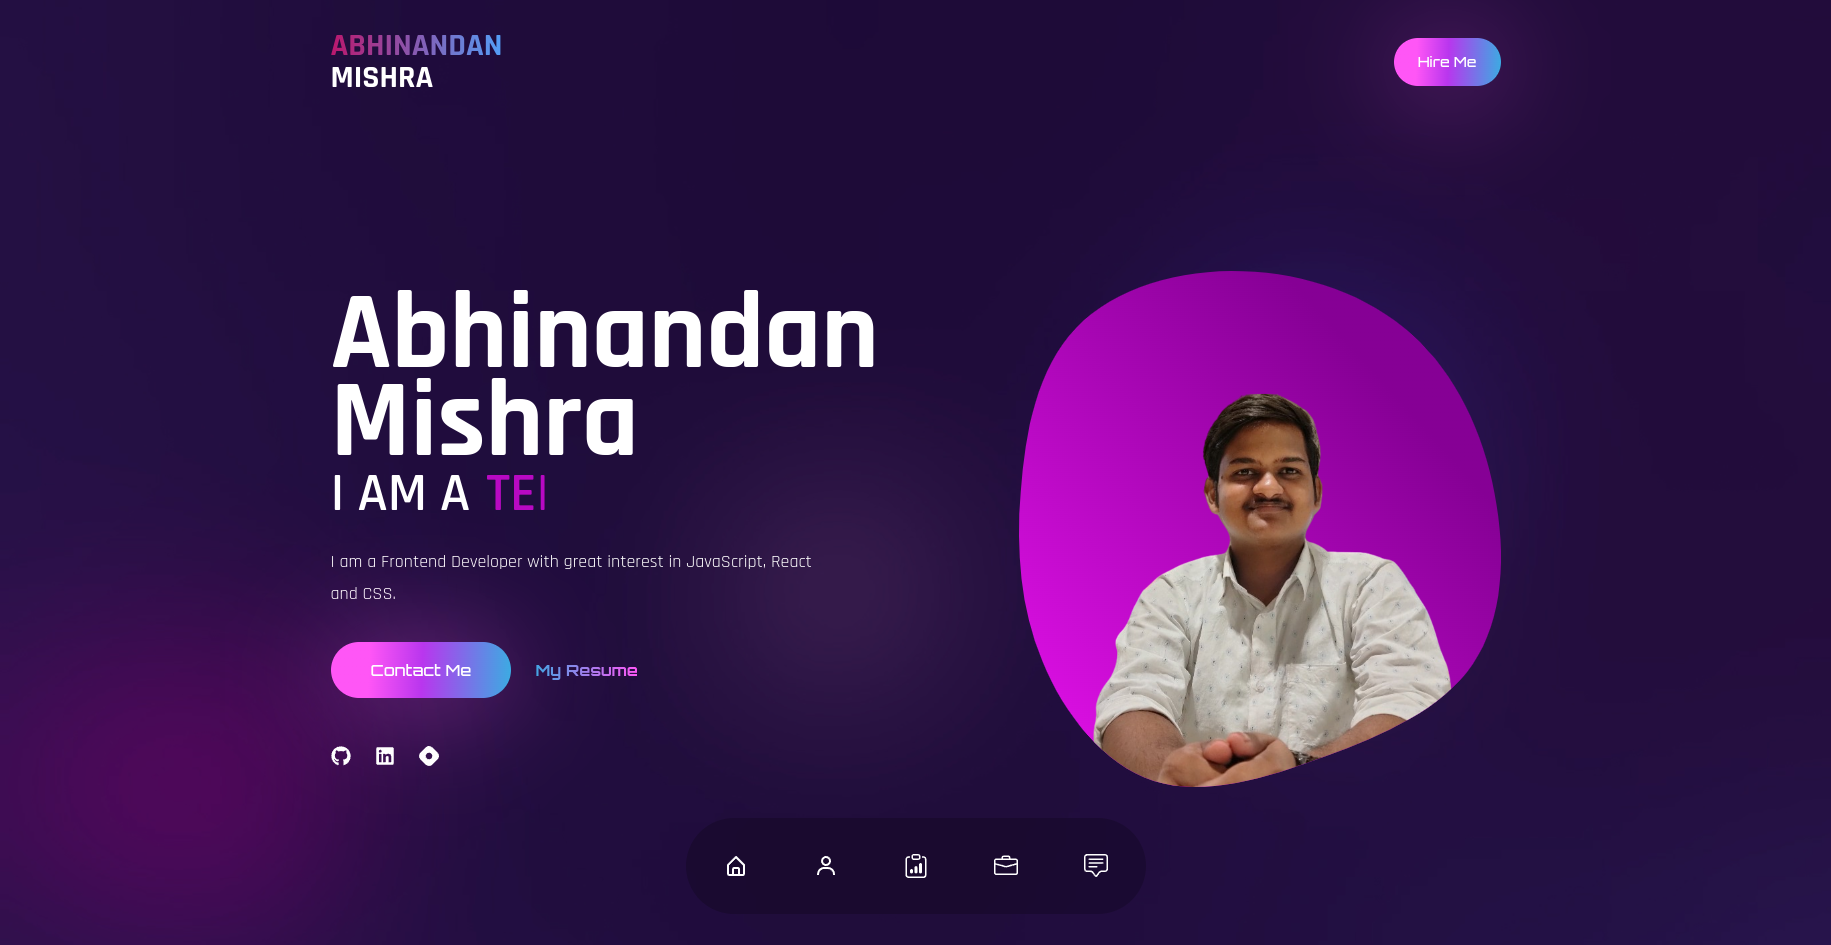 ABHINANDAN
MISHRA
Hire Me
Abhinandan
Mishra
I AM A TE
I am a Frontend Developer with great interest in JavaScript, React
and CSS.
Contact Me
My Resume